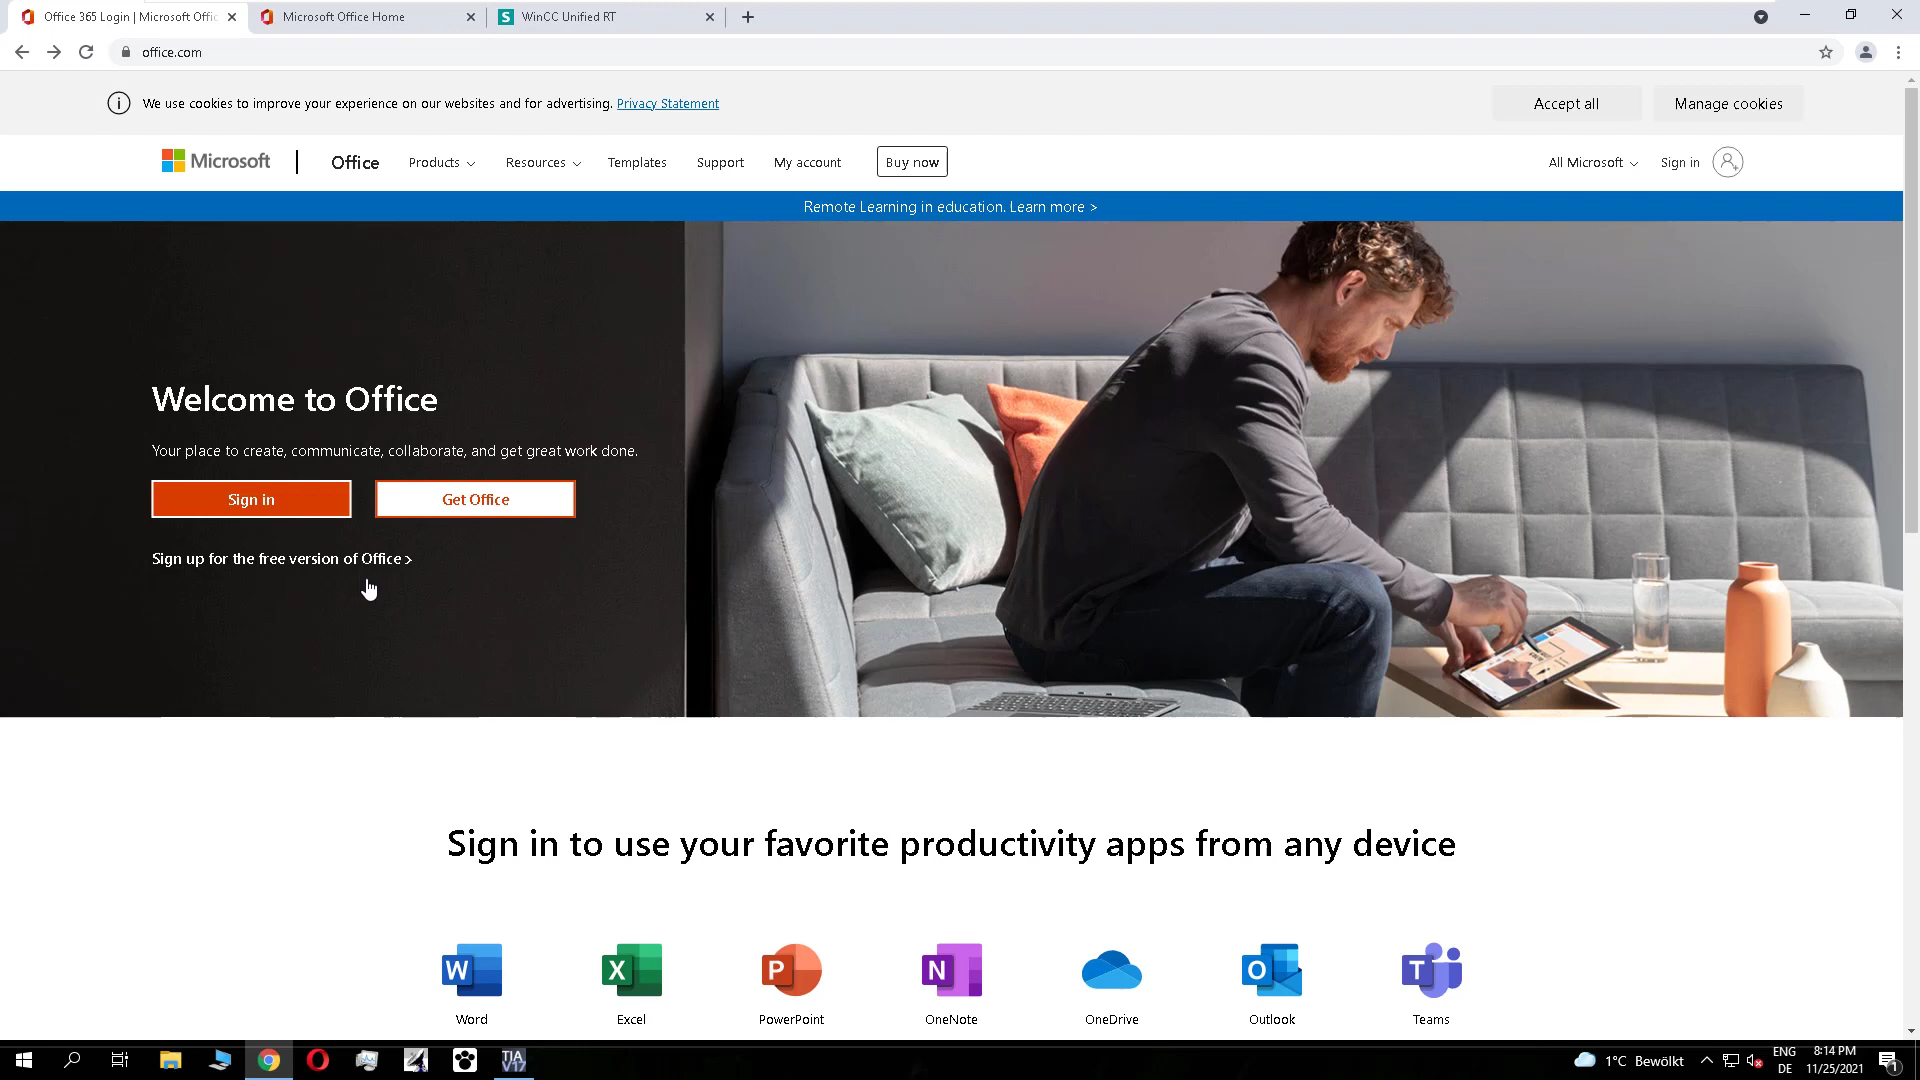 Office 365 Login | Microsoft Offic
Microsoft Office Home
WinCC Unified RT
office.com
We use cookies to improve your experience on our websites and for advertising. Privacy Statement
Accept all
Manage cookies
Microsoft
Office
Products
Resources
Templates
Support
My account
Buy now
All Microsoft
Sign in
Remote Learning in education. Learn more >
Welcome to Office
Your place to create, communicate, collaborate, and get great work done.
Sign in
Get Office
Sign up for the free version of Office >
Sign in to use your favorite productivity apps from any device
Word
Excel
PowerPoint
OneNote
OneDrive
Outlook
Teams
TIA
V17
1°C Bewölkt
ENG
DE
8:14 PM
11/25/2021
1